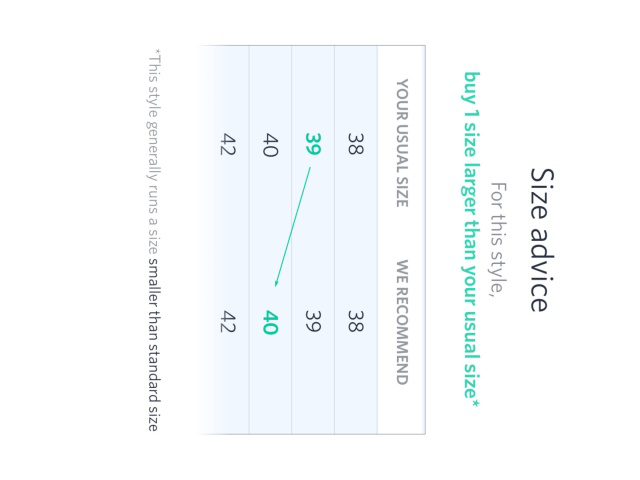 Size advice
For this style,
buy 1 size larger than your usual size*
YOUR USUAL SIZE WE RECOMMEND
38 38
39 39
40 40
42 42
*This style generally runs a size smaller than standard size